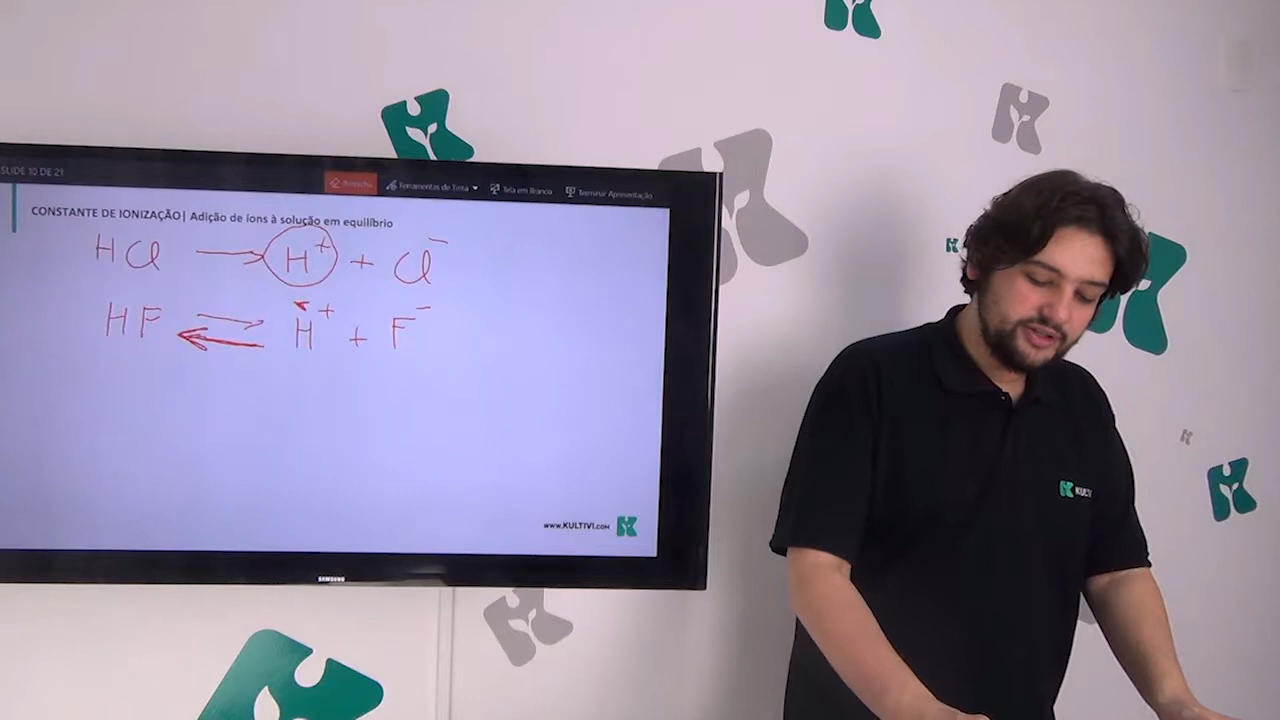 SLIDE 10 DE 21
Borracha Ferramentas de Tinta Tela em Branco Terminar Apresentação
CONSTANTE DE IONIZAÇÃO| Adição de íons à solução em equilíbrio
HCl → H⁺ + Cl⁻
HF ⇌ H⁺ + F⁻
www.KULTIVI.COM
SAMSUNG
KULTIVI